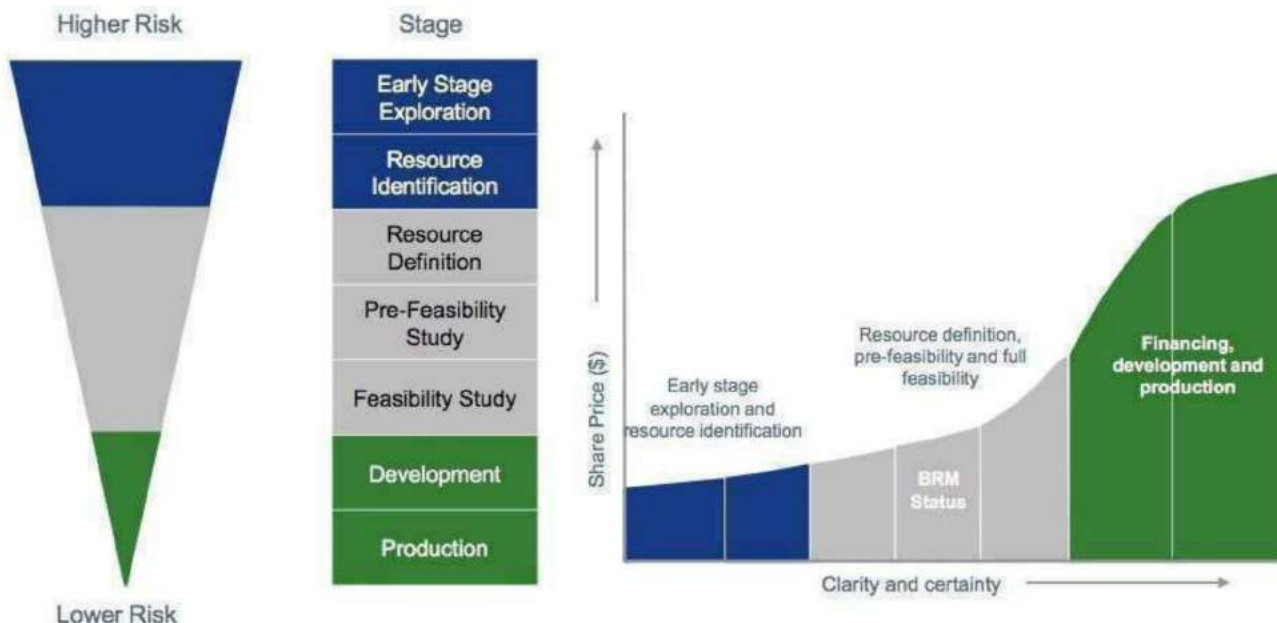 Higher Risk
Stage
Early Stage
Exploration
Resource
Identification
Resource
Definition
Pre-Feasibility
Study
Feasibility Study
Development
Production
Lower Risk
Share Price ($)
Early stage
exploration and
resource identification
Resource definition,
pre-feasibility and full
feasibility
BRM
Status
Financing,
development and
production
Clarity and certainty